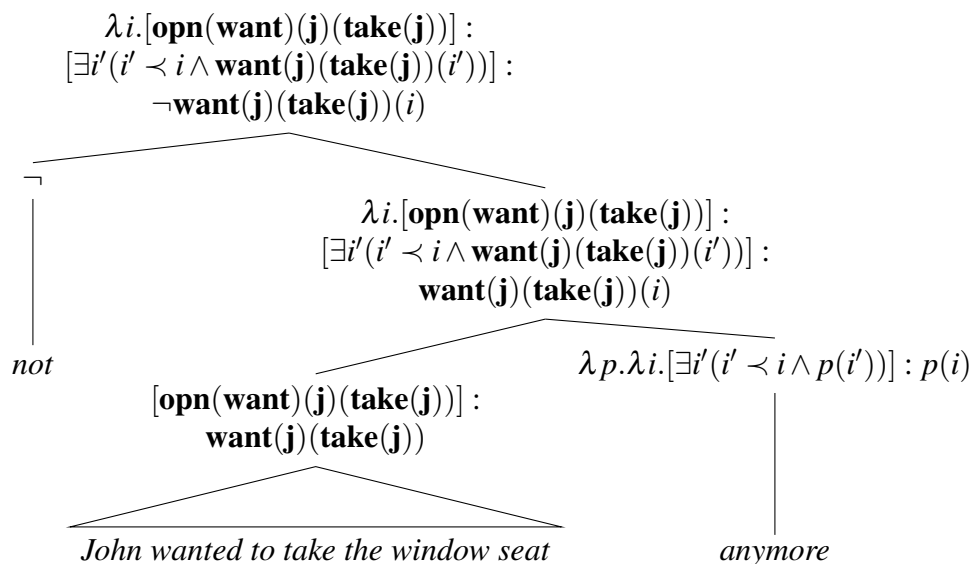 λi.[opn(want)(j)(take(j))] :
[∃i′(i′ ≺ i ∧ want(j)(take(j))(i′))] :
¬want(j)(take(j))(i)
¬
λi.[opn(want)(j)(take(j))] :
[∃i′(i′ ≺ i ∧ want(j)(take(j))(i′))] :
want(j)(take(j))(i)
not
λp.λi.[∃i′(i′ ≺ i ∧ p(i′))] : p(i)
[opn(want)(j)(take(j))] :
want(j)(take(j))
John wanted to take the window seat
anymore